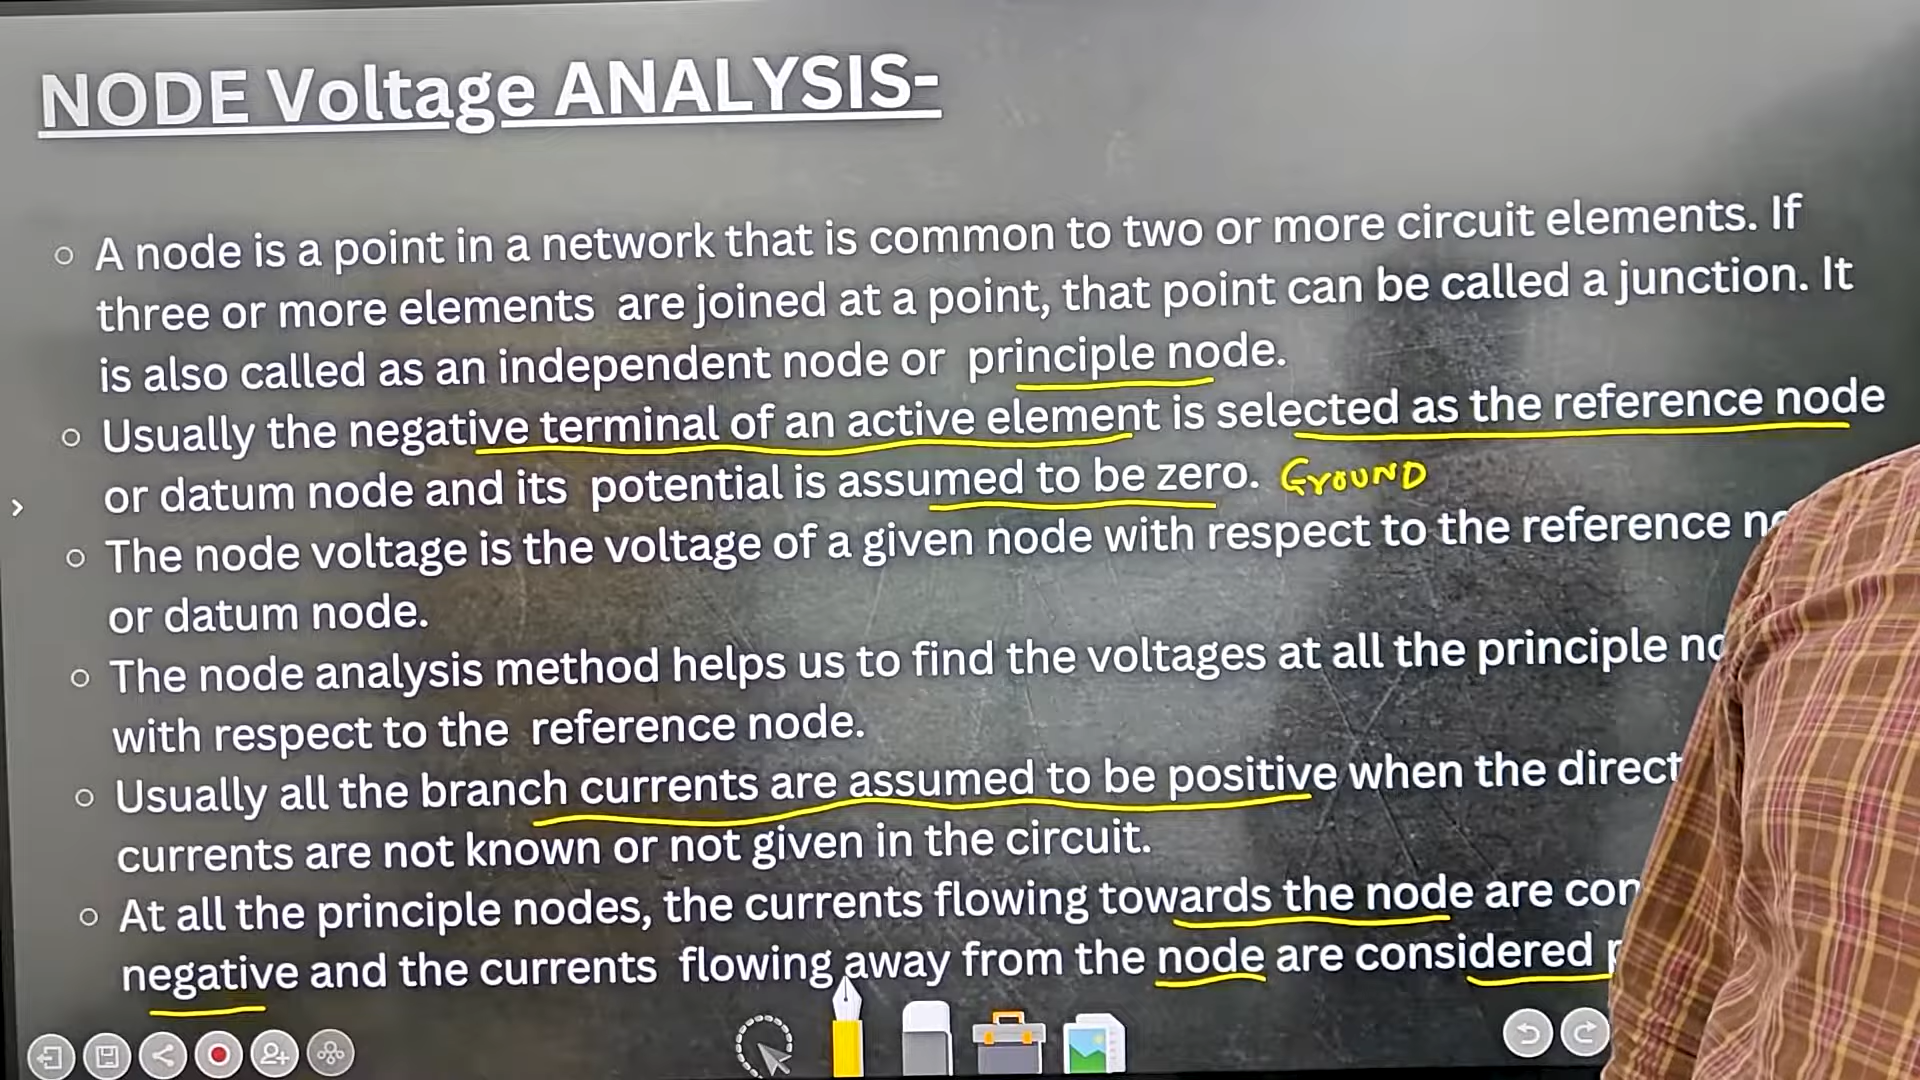 NODE Voltage ANALYSIS-
A node is a point in a network that is common to two or more circuit elements. If
three or more elements are joined at a point, that point can be called a junction. It
is also called as an independent node or principle node.
Usually the negative terminal of an active element is selected as the reference node
or datum node and its potential is assumed to be zero. GrouND
The node voltage is the voltage of a given node with respect to the reference
or datum node.
The node analysis method helps us to find the voltages at all the principle
with respect to the reference node.
Usually all the branch currents are assumed to be positive when the
currents are not known or not given in the circuit.
At all the principle nodes, the currents flowing towards the node are
negative and the currents flowing away from the node are considered